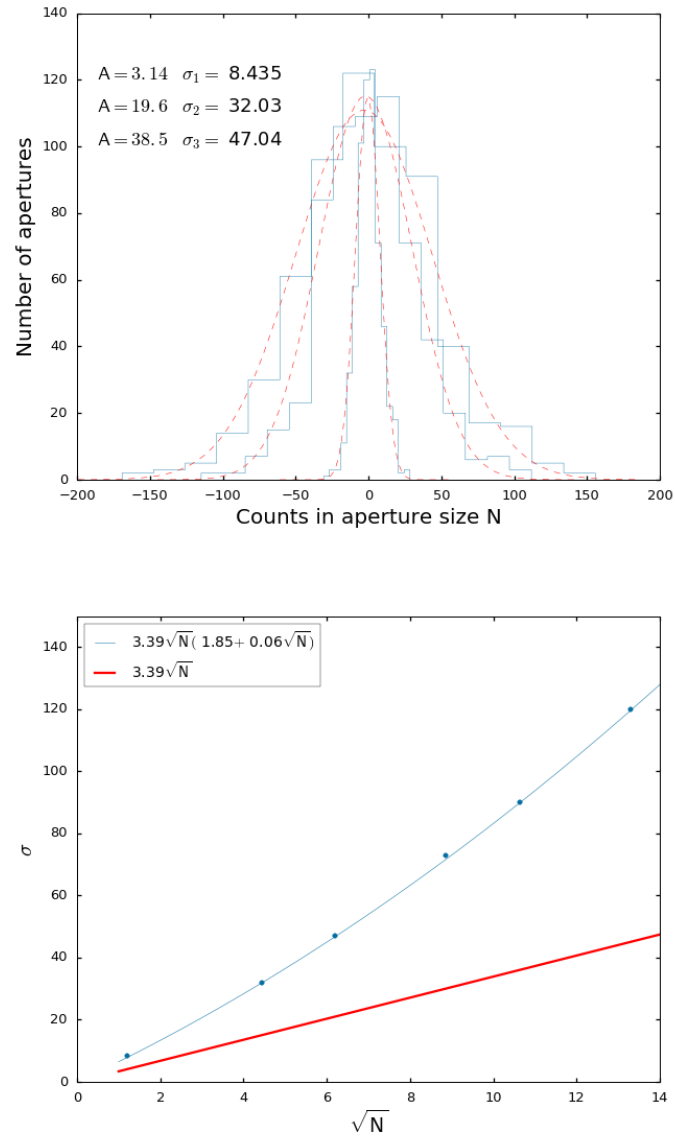 140
120
100
80
60
40
20
0
A = 3.14 σ₁ = 8.435
A = 19.6 σ₂ = 32.03
A = 38.5 σ₃ = 47.04
Number of apertures
−200 −150 −100 −50 0 50 100 150 200
Counts in aperture size N
140
120
100
80
60
40
20
0
3.39√N( 1.85+ 0.06√N)
3.39√N
σ
0 2 4 6 8 10 12 14
√N